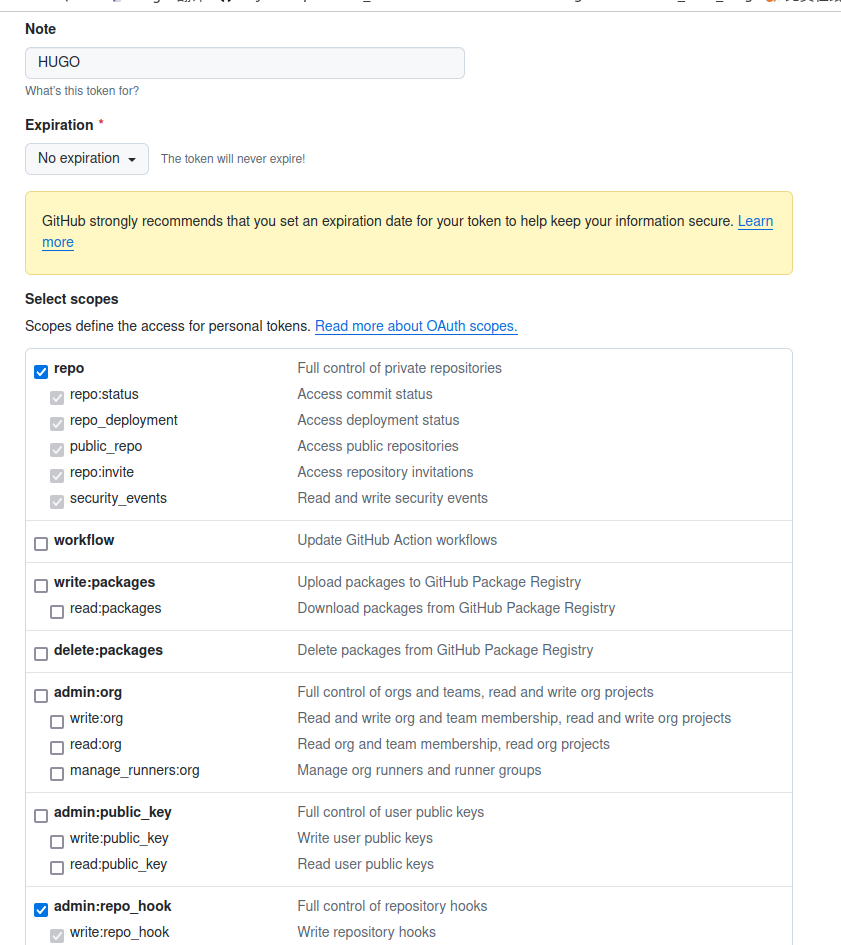 Note
HUGO
What's this token for?
Expiration *
No expiration The token will never expire!
GitHub strongly recommends that you set an expiration date for your token to help keep your information secure. Learn
more
Select scopes
Scopes define the access for personal tokens. Read more about OAuth scopes.
repo Full control of private repositories
repo:status Access commit status
repo_deployment Access deployment status
public_repo Access public repositories
repo:invite Access repository invitations
security_events Read and write security events
workflow Update GitHub Action workflows
write:packages Upload packages to GitHub Package Registry
read:packages Download packages from GitHub Package Registry
delete:packages Delete packages from GitHub Package Registry
admin:org Full control of orgs and teams, read and write org projects
write:org Read and write org and team membership, read and write org projects
read:org Read org and team membership, read org projects
manage_runners:org Manage org runners and runner groups
admin:public_key Full control of user public keys
write:public_key Write user public keys
read:public_key Read user public keys
admin:repo_hook Full control of repository hooks
write:repo_hook Write repository hooks